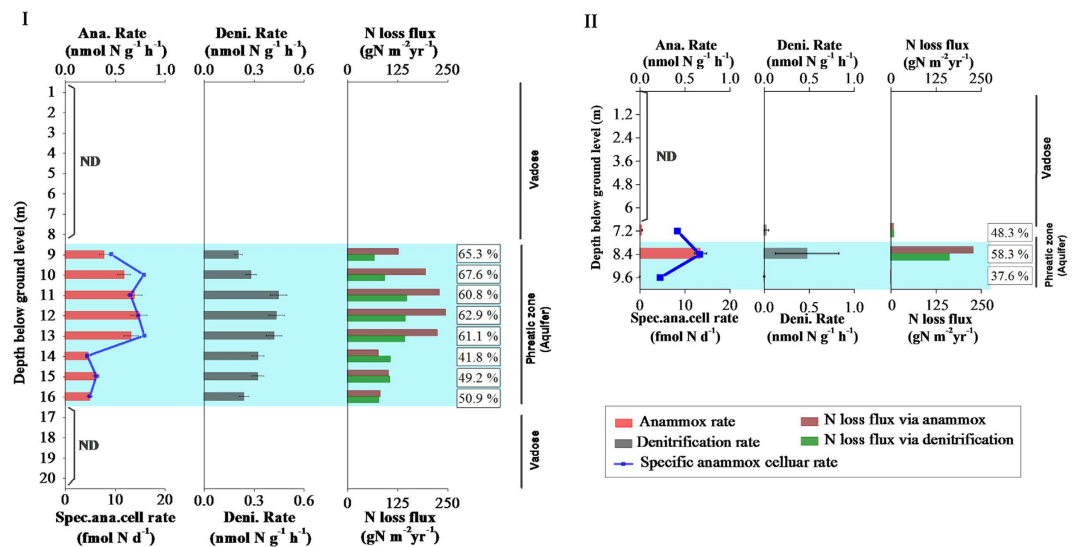 I
Ana. Rate
(nmol N g⁻¹ h⁻¹)
0.0 0.5 1.0
Deni. Rate
(nmol N g⁻¹ h⁻¹)
0.0 0.3 0.6
N loss flux
(gN m⁻²yr⁻¹)
0 125 250
Depth below ground level (m)
1
2
3
4
5
6
7
8
9
10
11
12
13
14
15
16
17
18
19
20
ND
ND
65.3 %
67.6 %
60.8 %
62.9 %
61.1 %
41.8 %
49.2 %
50.9 %
Vadose
Phreatic zone
(Aquifer)
Vadose
0 10 20
Spec.ana.cell rate
(fmol N d⁻¹)
0.0 0.3 0.6
Deni. Rate
(nmol N g⁻¹ h⁻¹)
0 125 250
N loss flux
(gN m⁻²yr⁻¹)
II
Ana. Rate
(nmol N g⁻¹ h⁻¹)
0.0 0.5 1.0
Deni. Rate
(nmol N g⁻¹ h⁻¹)
0.0 0.4 0.8
N loss flux
(gN m⁻²yr⁻¹)
0 125 250
Depth below ground level (m)
1.2
2.4
3.6
4.8
6
7.2
8.4
9.6
ND
48.3 %
58.3 %
37.6 %
Vadose
Phreatic zone
(Aquifer)
0 10 20
Spec.ana.cell rate
(fmol N d⁻¹)
0.0 0.4 0.8
Deni. Rate
(nmol N g⁻¹ h⁻¹)
0 125 250
N loss flux
(gN m⁻²yr⁻¹)
Anammox rate
N loss flux via anammox
Denitrification rate
N loss flux via denitrification
Specific anammox celluar rate